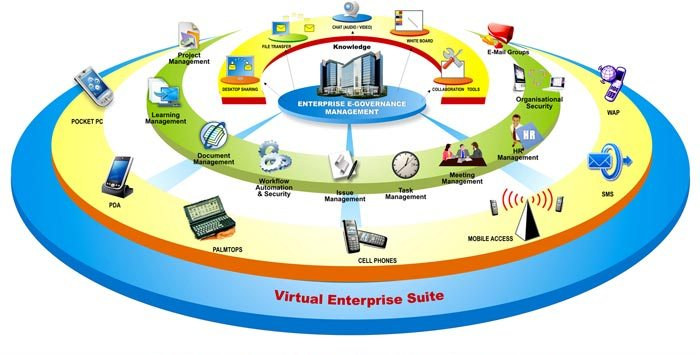 CHAT (AUDIO / VIDEO)
FILE TRANSFER
WHITE BOARD
Knowledge
E-Mail Groups
Project
Management
DESKTOP SHARING
COLLABORATION TOOLS
ENTERPRISE E-GOVERNANCE
MANAGEMENT
Organisational
Security
POCKET PC
Learning
Management
WAP
HR
HR
Management
Document
Management
Workflow
Automation
& Security
Issue
Management
Task
Management
Meeting
Management
PDA
SMS
PALMTOPS
CELL PHONES
MOBILE ACCESS
Virtual Enterprise Suite